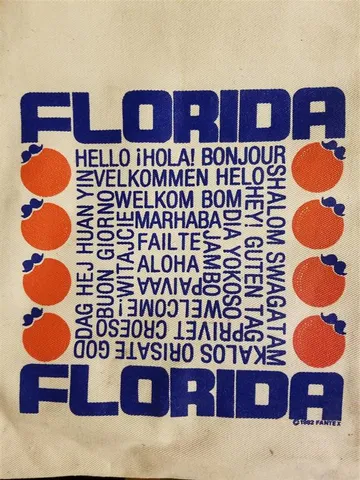 FLORIDA
HELLO ¡HOLA! BONJOUR
VELKOMMEN HELO
WELKOM BOM
MARHABA
FAILTE
ALOHA
PAIVAA
WELCOME!
PRIVET CROESO
KALOS ORISATE GOD
DAG HEJ HUAN YIN
BUON GIORNO
WITAJCIE!
JAMBO
DIA YOKOSO
HEY! GUTEN TAG
SHALOM SWAGATAM
FLORIDA
© 1982 FANTEX